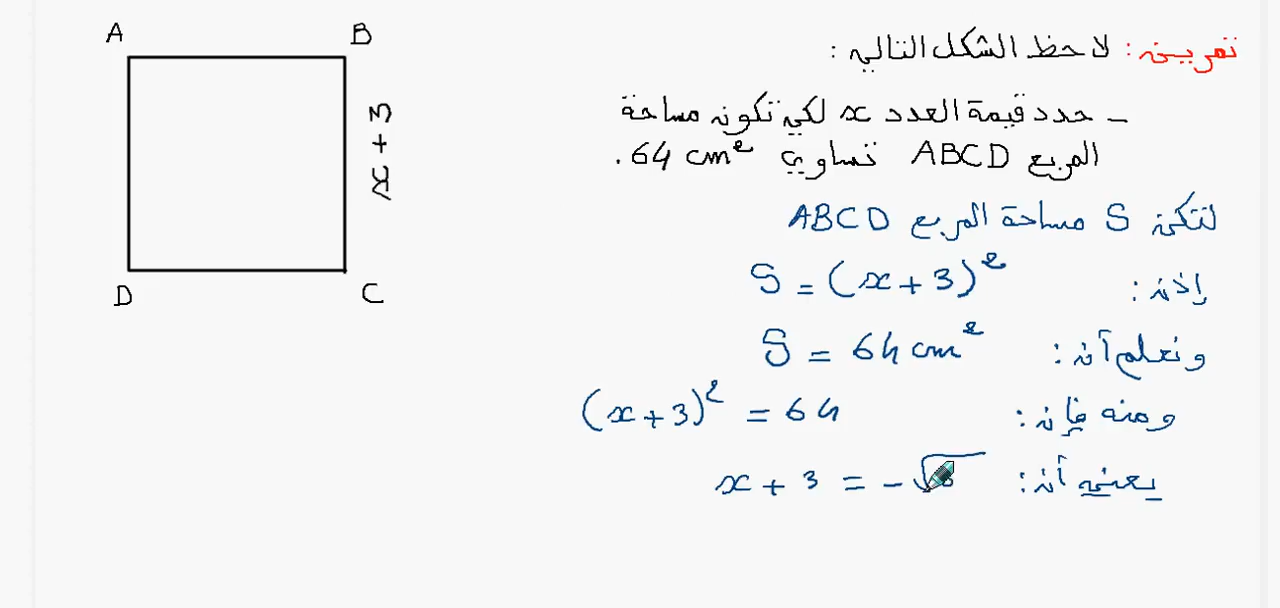 A B
x + 3
D C
تمرين: لاحظ الشكل التالي:
- حدد قيمة العدد x لكي تكون مساحة
المربع ABCD تساوي 64 cm².
لتكن S مساحة المربع ABCD
إذن: S = (x + 3)²
ونعلم أن: S = 64 cm²
ومنه فإن: (x + 3)² = 64
يعني أن: x + 3 = -√